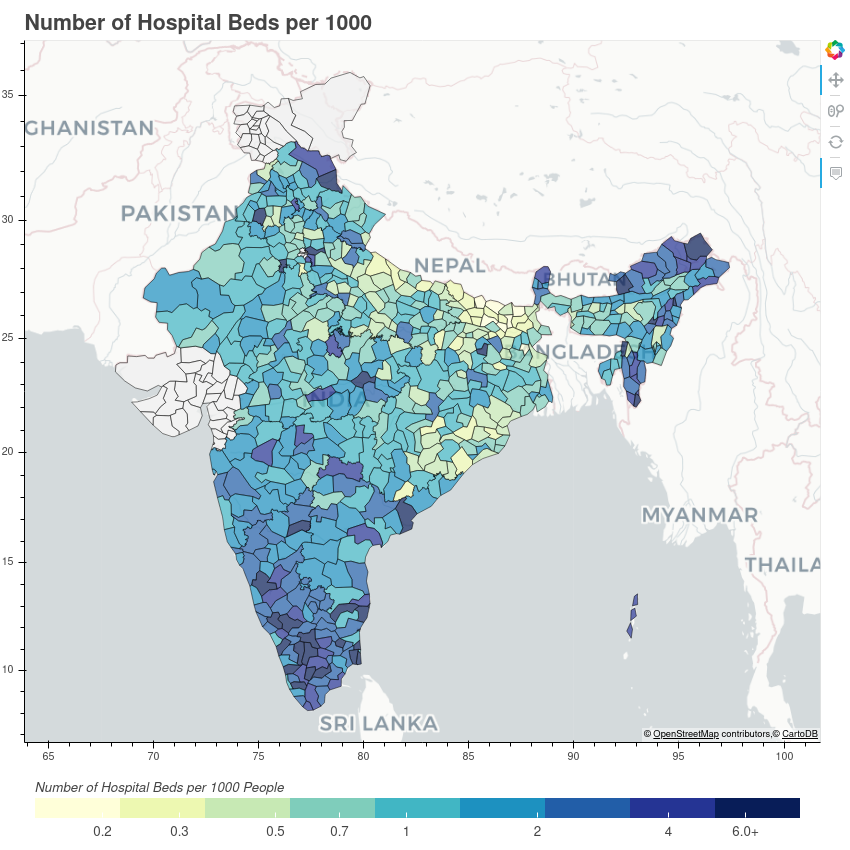 Number of Hospital Beds per 1000
GHANISTAN
PAKISTAN
NEPAL
BHUTAN
NGLADESH
INDIA
MYANMAR
THAILA
SRI LANKA
© OpenStreetMap contributors,© CartoDB
35
30
25
20
15
10
65 70 75 80 85 90 95 100
Number of Hospital Beds per 1000 People
0.2 0.3 0.5 0.7 1 2 4 6.0+